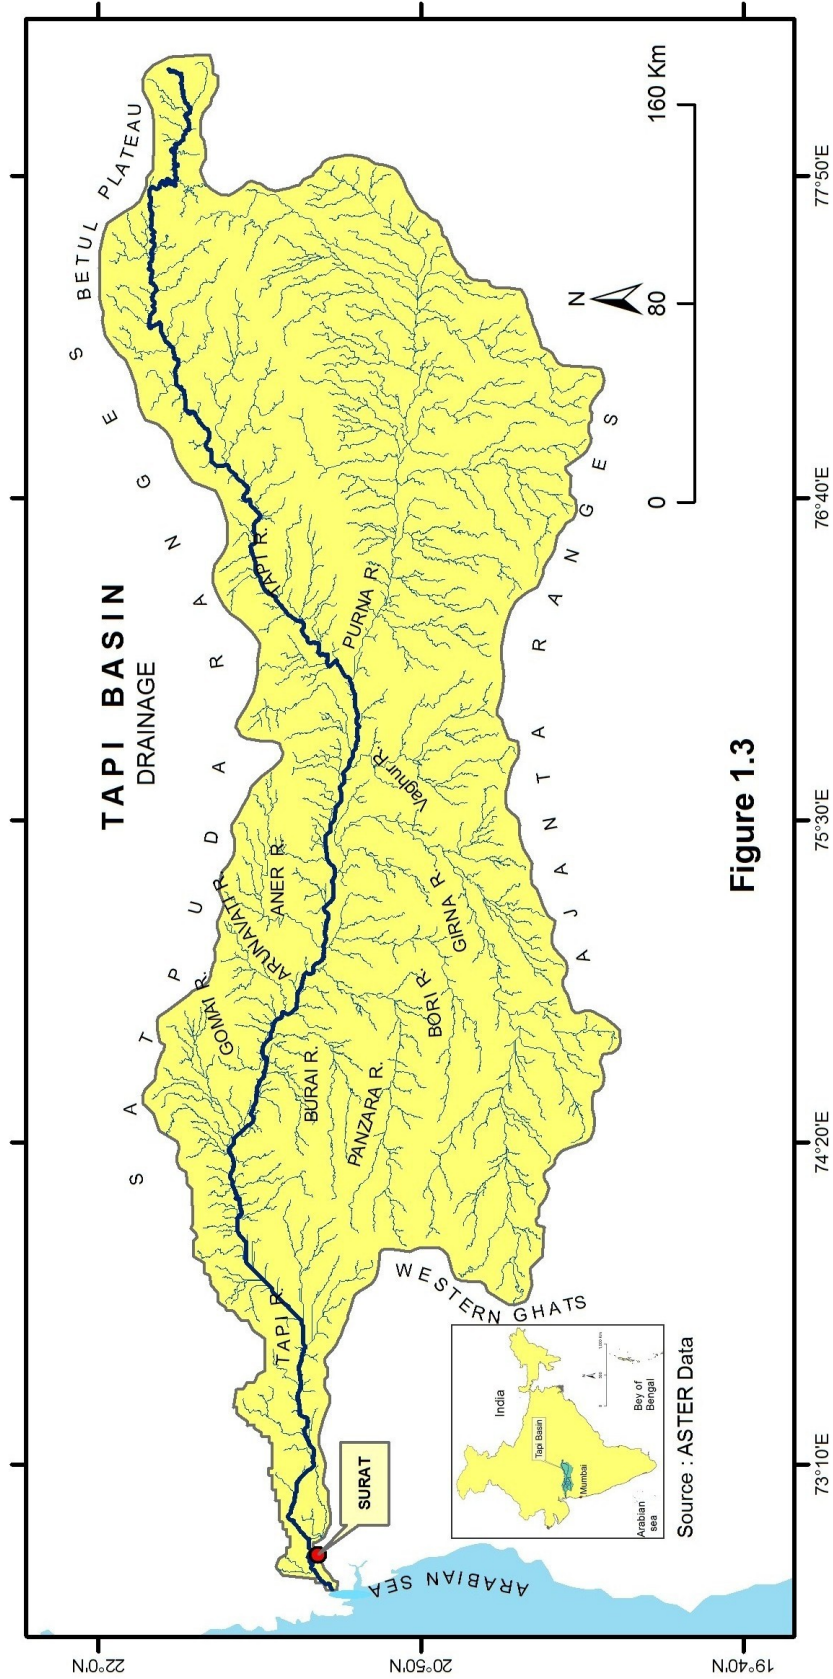 TAPI BASIN
DRAINAGE
SATPUDA RANGES
BETUL PLATEAU
TAPI R.
TAPI R.
GOMAI R.
ARUNAVATI R.
ANER R.
BURAI R.
PANZARA R.
BORI R.
GIRNA R.
Vaghur R.
PURNA R.
SURAT
ARABIAN SEA
WESTERN GHATS
AJANTA RANGES
N
0 80 160 Km
India
Tapi Basin
Mumbai
Arabian
sea
Bey of
Bengal
Source : ASTER Data
Figure 1.3
22°0'N
20°50'N
19°40'N
73°10'E
74°20'E
75°30'E
76°40'E
77°50'E